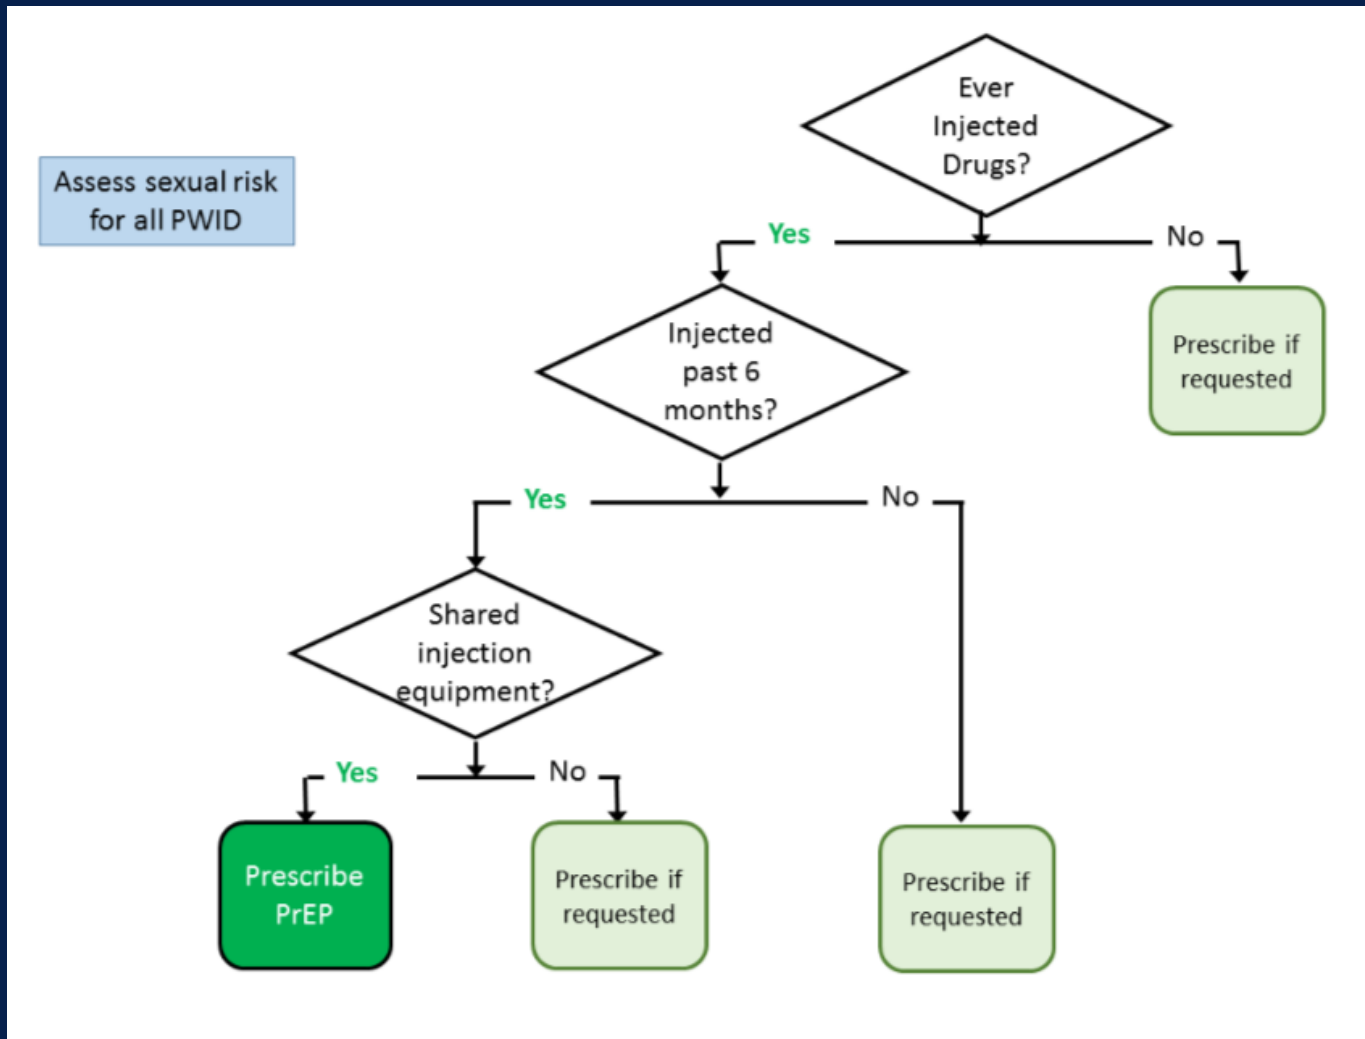 Ever
Injected
Drugs?
Assess sexual risk
for all PWID
Yes
No
Injected
past 6
months?
Prescribe if
requested
Yes
No
Shared
injection
equipment?
Yes
No
Prescribe
PrEP
Prescribe if
requested
Prescribe if
requested